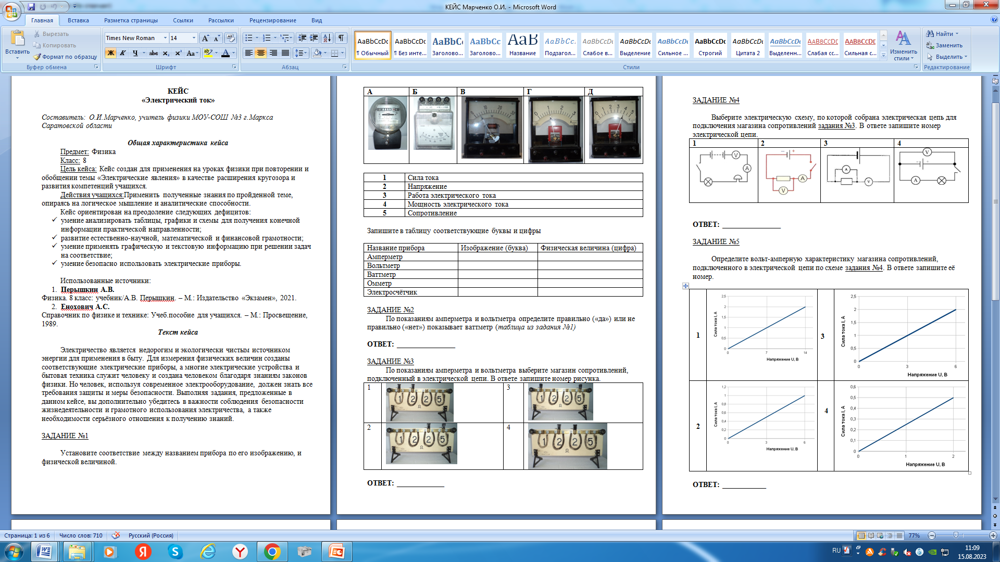 КЕЙС Марченко О.И. - Microsoft Word
Главная Вставка Разметка страницы Ссылки Рассылки Рецензирование Вид
Вставить
Вырезать
Копировать
Формат по образцу
Буфер обмена
Times New Roman 14
Ж К Ч abc x₂ x² Aa
Шрифт
Абзац
AaBbCcDc AaBbCcDc AaBbC AaBbCc AaB AaBbCc. AaBbCcDc AaBbCcDc AaBbCcDc AaBbCcDc AaBbCcDc AaBbCcDc AABBCCDE AABBCCDE
¶ Обычный ¶ Без инте... Заголово... Заголово... Название Подзагол... Слабое в... Выделение Сильное ... Строгий Цитата 2 Выделенн... Слабая сс... Сильная с...
Стили
Изменить стили
Найти
Заменить
Выделить
Редактирование
КЕЙС
«Электрический ток»
Составитель: О.И.Марченко, учитель физики МОУ-СОШ №3 г.Маркса
Саратовской области
Общая характеристика кейса
Предмет: Физика
Класс: 8
Цель кейса: Кейс создан для применения на уроках физики при повторении и
обобщении темы «Электрические явления» в качестве расширения кругозора и
развития компетенций учащихся.
Действия учащихся:Применить полученные знания по пройденной теме,
опираясь на логическое мышление и аналитические способности.
Кейс ориентирован на преодоление следующих дефицитов:
✓ умение анализировать таблицы, графики и схемы для получения конечной
информации практической направленности;
✓ развитие естественно-научной, математической и финансовой грамотности;
✓ умение применять графическую и текстовую информацию при решении задач
на соответствие;
✓ умение безопасно использовать электрические приборы.
Использованные источники:
1. Перышкин А.В.
Физика. 8 класс: учебник/А.В. Перышкин. – М.: Издательство «Экзамен», 2021.
2. Енохович А.С.
Справочник по физике и технике: Учеб.пособие для учащихся. – М.: Просвещение,
1989.
Текст кейса
Электричество является недорогим и экологически чистым источником
энергии для применения в быту. Для измерения физических величин созданы
соответствующие электрические приборы, а многие электрические устройства и
бытовая техника служит человеку и создана человеком благодаря знаниям законов
физики. Но человек, используя современное электрооборудование, должен знать все
требования защиты и меры безопасности. Выполняя задания, предложенные в
данном кейсе, вы дополнительно убедитесь в важности соблюдения безопасности
жизнедеятельности и грамотного использования электричества, а также
необходимости серьёзного отношения к получению знаний.
ЗАДАНИЕ №1
Установите соответствие между названием прибора по его изображению, и
физической величиной.
А Б В Г Д
0 10 20 30
0 1 2 3
0 1 2 3 4 5
1 Сила тока
2 Напряжение
3 Работа электрического тока
4 Мощность электрического тока
5 Сопротивление
Запишите в таблицу соответствующие буквы и цифры
Название прибора Изображение (буква) Физическая величина (цифра)
Амперметр
Вольтметр
Ваттметр
Омметр
Электросчётчик
ЗАДАНИЕ №2
По показаниям амперметра и вольтметра определите правильно («да») или не
правильно («нет») показывает ваттметр (таблица из задания №1)
ОТВЕТ: ________________
ЗАДАНИЕ №3
По показаниям амперметра и вольтметра выберите магазин сопротивлений,
подключенный в электрической цепи. В ответе запишите номер рисунка.
1 1 2 2 5 Ω 3 1 2 2 5 Ω
2 1 2 2 5 Ω 4 1 2 2 5 Ω
ОТВЕТ: _____________
ЗАДАНИЕ №4
Выберите электрическую схему, по которой собрана электрическая цепь для
подключения магазина сопротивлений задания №3. В ответе запишите номер
электрической цепи.
1 2 3 4
V A
− + A V
A V
V − + A
ОТВЕТ: ________________
ЗАДАНИЕ №5
Определите вольт-амперную характеристику магазина сопротивлений,
подключенного в электрической цепи по схеме задания №4. В ответе запишите её
номер.
1
Сила тока I, А
2,5
2
1,5
1
0,5
0
0 7 14
Напряжение U, В
3
Сила тока I, А
2,5
2
1,5
1
0,5
0
0 3 6
Напряжение U, В
2
Сила тока I, А
1,2
1
0,8
0,6
0,4
0,2
0
0 3 6
Напряжение U, В
4
Сила тока I, А
0,6
0,5
0,4
0,3
0,2
0,1
0
0 1 2
Напряжение U, В
ОТВЕТ: ____________
Страница: 1 из 6 Число слов: 710 Русский (Россия) 77%
RU
11:09
15.08.2023